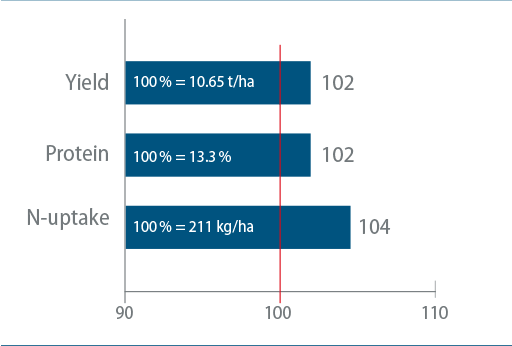 Yield 100 % = 10.65 t/ha 102
Protein 100 % = 13.3 % 102
N-uptake 100 % = 211 kg/ha 104
90 100 110